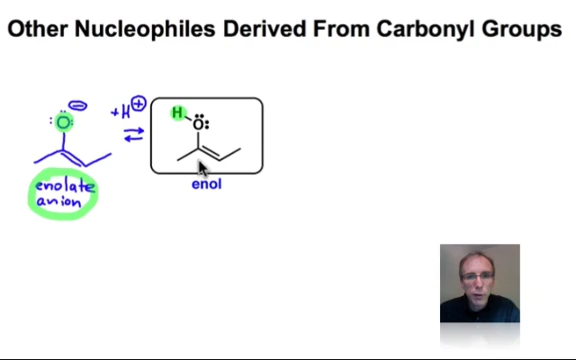 Other Nucleophiles Derived From Carbonyl Groups
⊖
:O:
+H⊕
H
O:
enolate
anion
enol